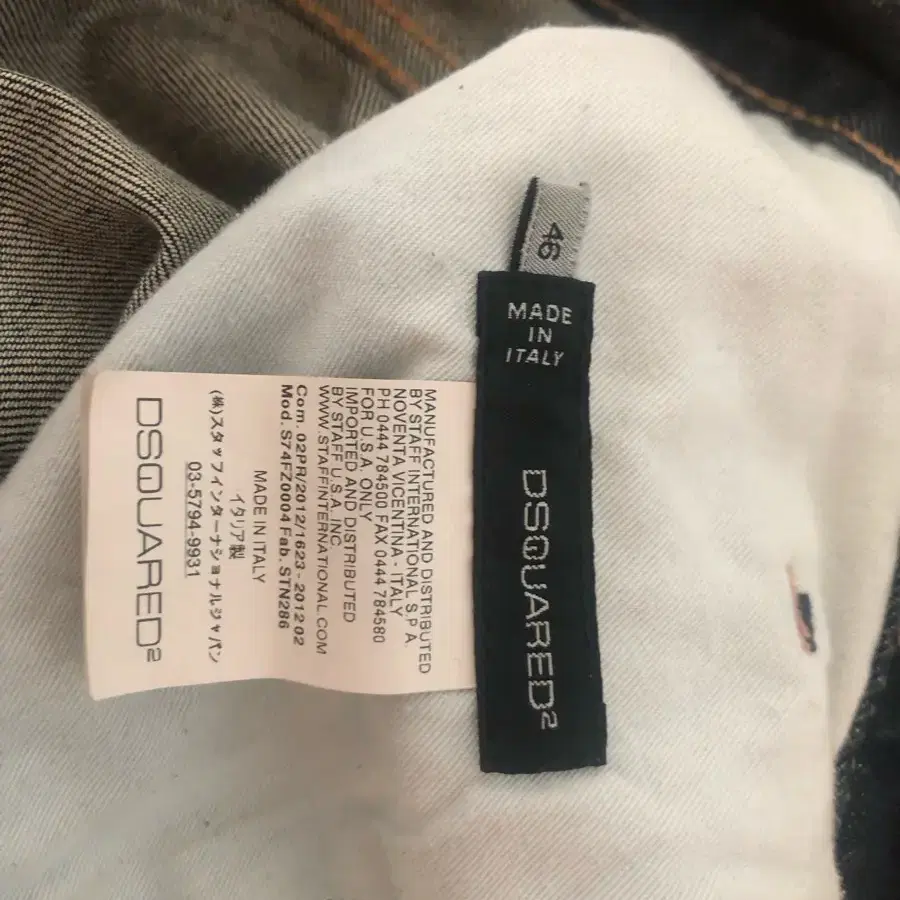 46
MADE
IN
ITALY
DSQUARED2
MANUFACTURED AND DISTRIBUTED
BY STAFF INTERNATIONAL S.P.A.
NOVENTA VICENTINA - ITALY
PH 0444 784500 FAX 0444 784580
FOR U.S.A. ONLY
IMPORTED AND DISTRIBUTED
BY STAFF U.S.A. INC.
WWW.STAFFINTERNATIONAL.COM
Com. 02PR/2012/1623 - 2012 02
Mod. S74FZ0004 Fab. STN286
MADE IN ITALY
イタリア製
(株)スタッフインターナショナルジャパン
03-5794-9931
DSQUARED2